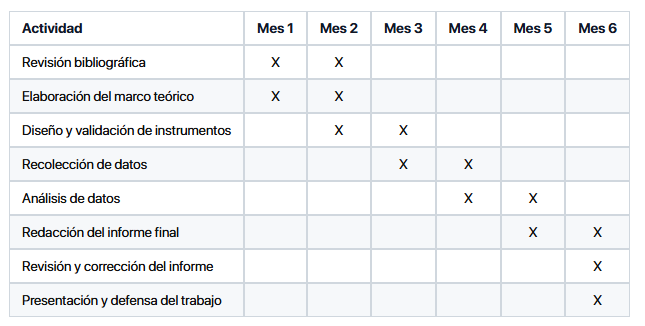 Actividad Mes 1 Mes 2 Mes 3 Mes 4 Mes 5 Mes 6
Revisión bibliográfica X X
Elaboración del marco teórico X X
Diseño y validación de instrumentos X X
Recolección de datos X X
Análisis de datos X X
Redacción del informe final X X
Revisión y corrección del informe X
Presentación y defensa del trabajo X